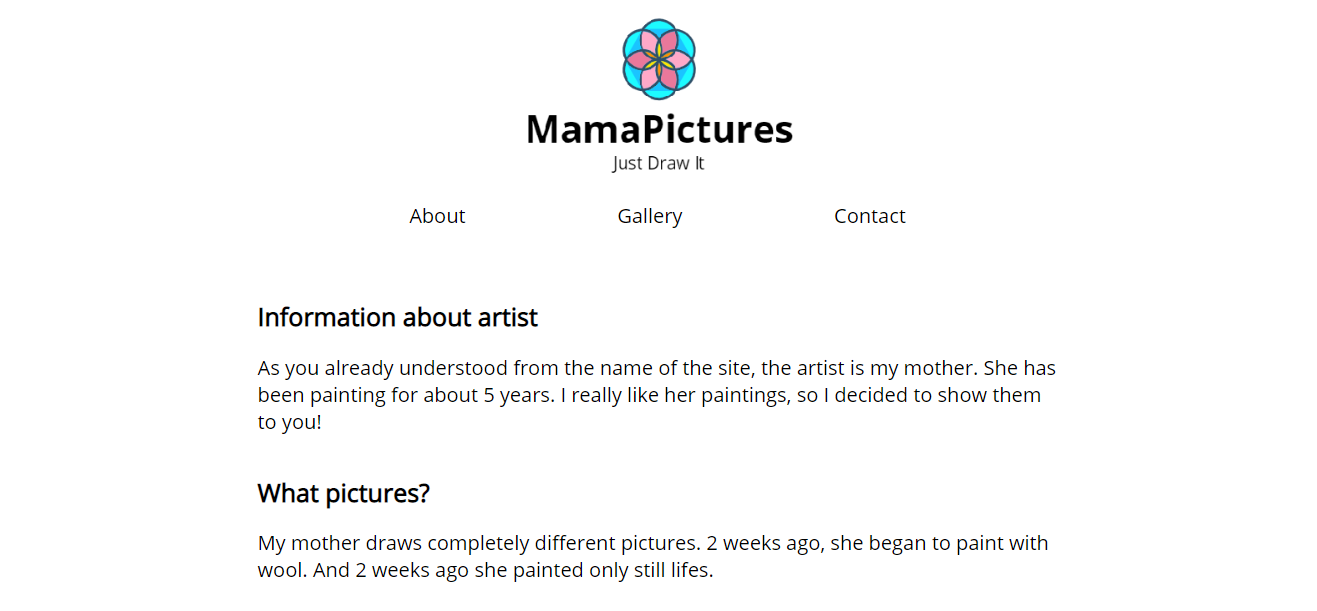 MamaPictures
Just Draw It
About Gallery Contact
Information about artist
As you already understood from the name of the site, the artist is my mother. She has
been painting for about 5 years. I really like her paintings, so I decided to show them
to you!
What pictures?
My mother draws completely different pictures. 2 weeks ago, she began to paint with
wool. And 2 weeks ago she painted only still lifes.